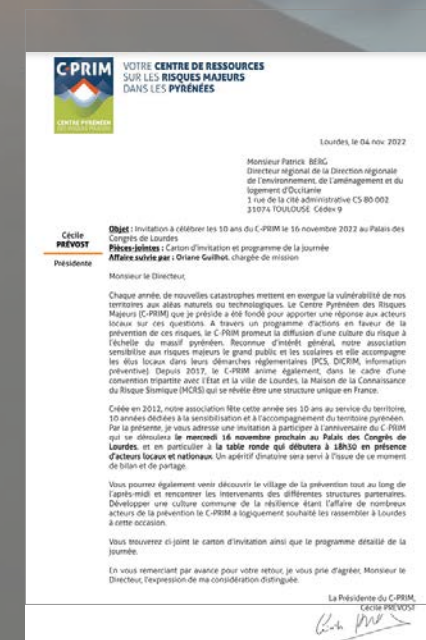 C-PRIM
CENTRE PYRÉNÉEN
DES RISQUES MAJEURS
VOTRE CENTRE DE RESSOURCES
SUR LES RISQUES MAJEURS
DANS LES PYRÉNÉES
Lourdes, le 04 nov. 2022
Monsieur Patrick BERG
Directeur régional de la Direction régionale
de l'environnement, de l'aménagement et du
logement d'Occitanie
1 rue de la cité administrative CS 80 002
31074 TOULOUSE Cédex 9
Cécile
PRÉVOST
Présidente
Objet : Invitation à célébrer les 10 ans du C-PRIM le 16 novembre 2022 au Palais des
Congrès de Lourdes
Pièces-jointes : Carton d'invitation et programme de la journée
Affaire suivie par : Oriane Guilhot, chargée de mission
Monsieur le Directeur,
Chaque année, de nouvelles catastrophes mettent en exergue la vulnérabilité de nos
territoires aux aléas naturels ou technologiques. Le Centre Pyrénéen des Risques
Majeurs (C-PRIM) que je préside a été fondé pour apporter une réponse aux acteurs
locaux sur ces questions. A travers un programme d'actions en faveur de la
prévention de ces risques, le C-PRIM promeut la diffusion d'une culture du risque à
l'échelle du massif pyrénéen. Reconnue d'intérêt général, notre association
sensibilise aux risques majeurs le grand public et les scolaires et elle accompagne
les élus locaux dans leurs démarches réglementaires (PCS, DICRIM, information
préventive). Depuis 2017, le C-PRIM anime également, dans le cadre d'une
convention tripartite avec l'Etat et la ville de Lourdes, la Maison de la Connaissance
du Risque Sismique (MCRS) qui se révèle être une structure unique en France.
Créée en 2012, notre association fête cette année ses 10 ans au service du territoire,
10 années dédiées à la sensibilisation et à l'accompagnement du territoire pyrénéen.
Par la présente, je vous adresse une invitation à participer à l'anniversaire du C-PRIM
qui se déroulera le mercredi 16 novembre prochain au Palais des Congrès de
Lourdes, et en particulier à la table ronde qui débutera à 18h30 en présence
d'acteurs locaux et nationaux. Un apéritif dinatoire sera servi à l'issue de ce moment
de bilan et de partage.
Vous pourrez également venir découvrir le village de la prévention tout au long de
l'après-midi et rencontrer les intervenants des différentes structures partenaires.
Développer une culture commune de la résilience étant l'affaire de nombreux
acteurs de la prévention le C-PRIM a logiquement souhaité les rassembler à Lourdes
à cette occasion.
Vous trouverez ci-joint le carton d'invitation ainsi que le programme détaillé de la
journée.
En vous remerciant par avance pour votre retour, je vous prie d'agréer, Monsieur le
Directeur, l'expression de ma considération distinguée.
La Présidente du C-PRIM,
Cécile PRÉVOST